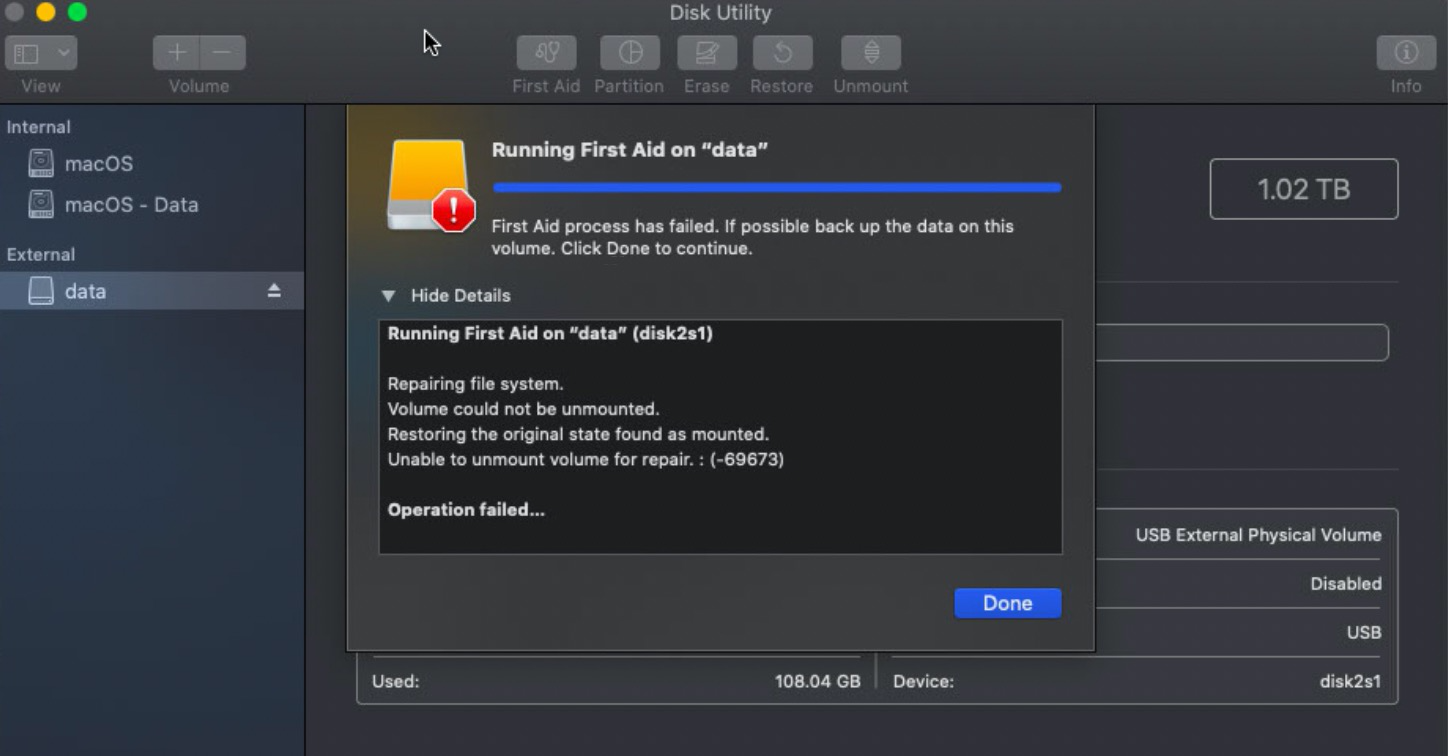 Disk Utility
View
Volume
First Aid
Partition
Erase
Restore
Unmount
Info
Internal
macOS
macOS - Data
External
data
Running First Aid on “data”
First Aid process has failed. If possible back up the data on this
volume. Click Done to continue.
Hide Details
Running First Aid on “data” (disk2s1)
Repairing file system.
Volume could not be unmounted.
Restoring the original state found as mounted.
Unable to unmount volume for repair. : (-69673)
Operation failed...
Done
1.02 TB
USB External Physical Volume
Disabled
USB
Used: 108.04 GB
Device: disk2s1